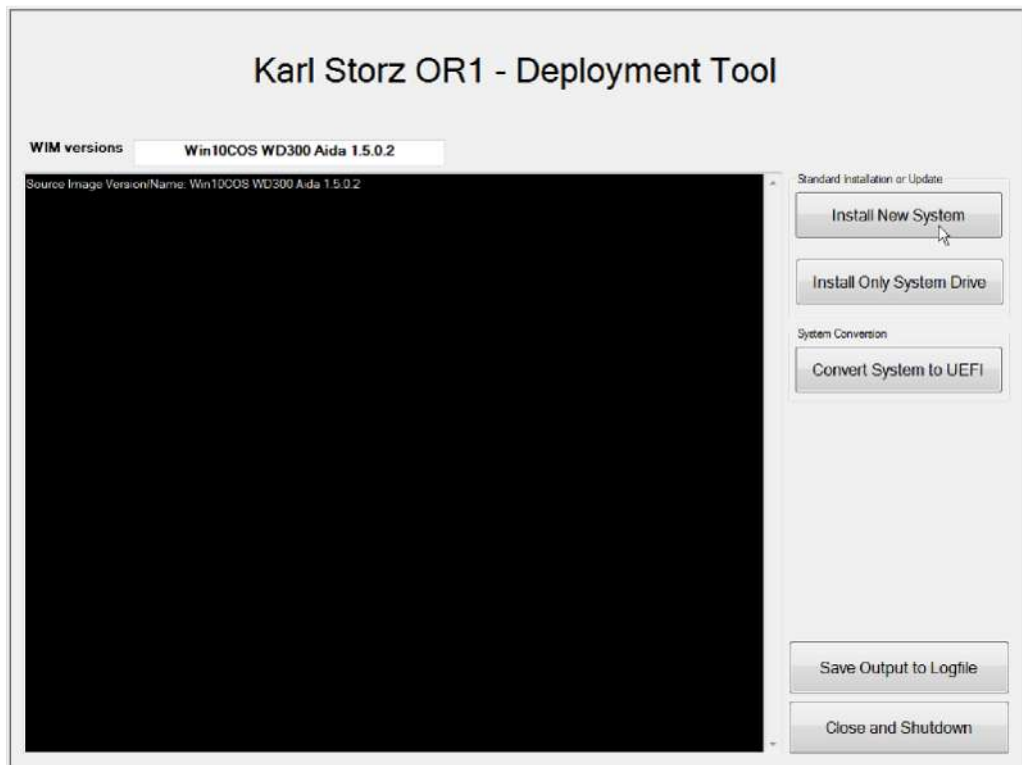 Karl Storz OR1 - Deployment Tool
WIM versions
Win10COS WD300 Aida 1.5.0.2
Source Image Version/Name: Win10COS WD300 Aida 1.5.0.2
Standard Installation or Update
Install New System
Install Only System Drive
System Conversion
Convert System to UEFI
Save Output to Logfile
Close and Shutdown